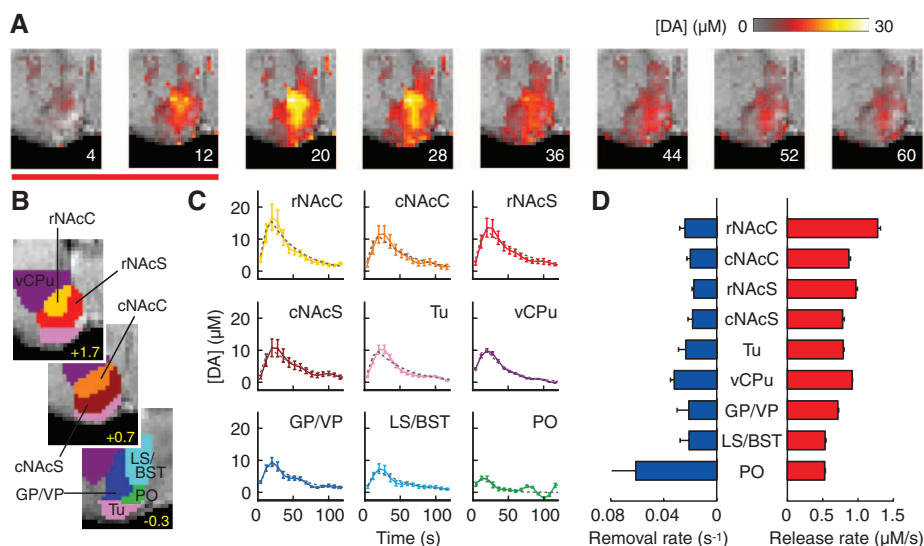 A
[DA] (µM) 0 30
4 12 20 28 36 44 52 60
B
rNAcC
rNAcS
vCPu
cNAcC
+1.7
+0.7
cNAcS
LS/
BST
GP/VP
PO
Tu
-0.3
C
rNAcC cNAcC rNAcS
20
10
0
cNAcS Tu vCPu
20
10
0
[DA] (µM)
GP/VP LS/BST PO
20
10
0
0 50 100 0 50 100 0 50 100
Time (s)
D
rNAcC
cNAcC
rNAcS
cNAcS
Tu
vCPu
GP/VP
LS/BST
PO
0.08 0.04 0 0 0.5 1.0 1.5
Removal rate (s-1) Release rate (µM/s)